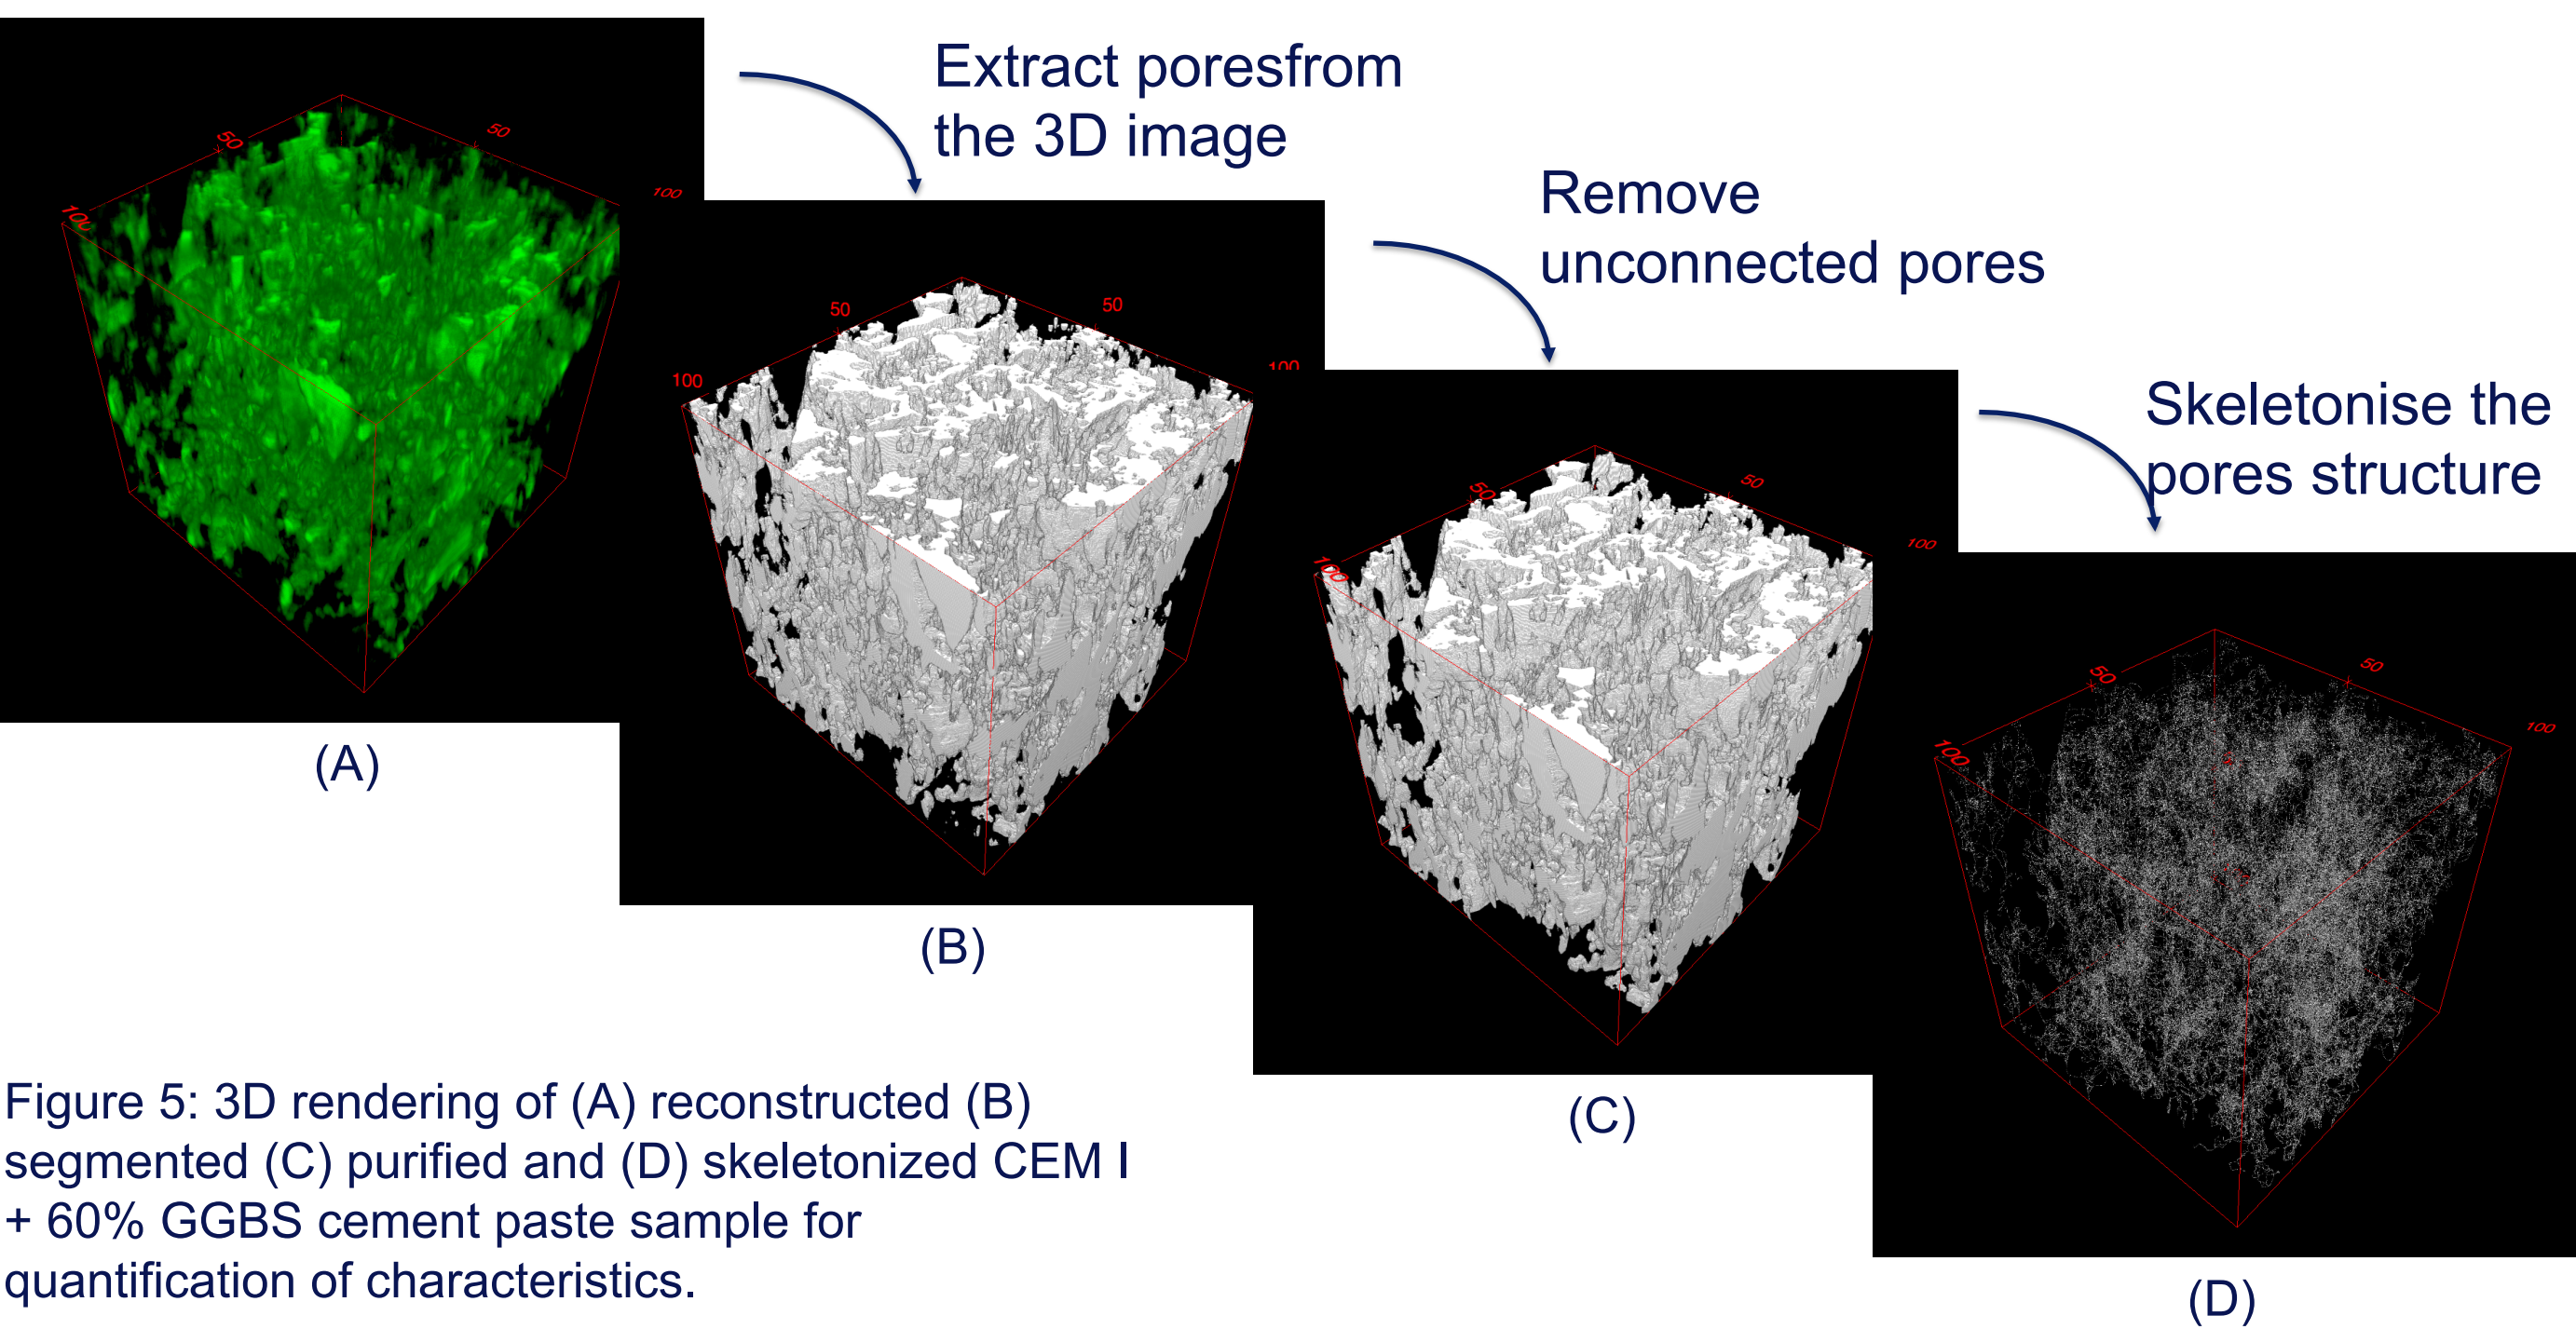 Extract poresfrom
the 3D image
Remove
unconnected pores
Skeletonise the
pores structure
50
50
100
100
(A)
50
50
100
100
(B)
50
50
100
100
(C)
50
50
100
100
(D)
Figure 5: 3D rendering of (A) reconstructed (B)
segmented (C) purified and (D) skeletonized CEM I
+ 60% GGBS cement paste sample for
quantification of characteristics.